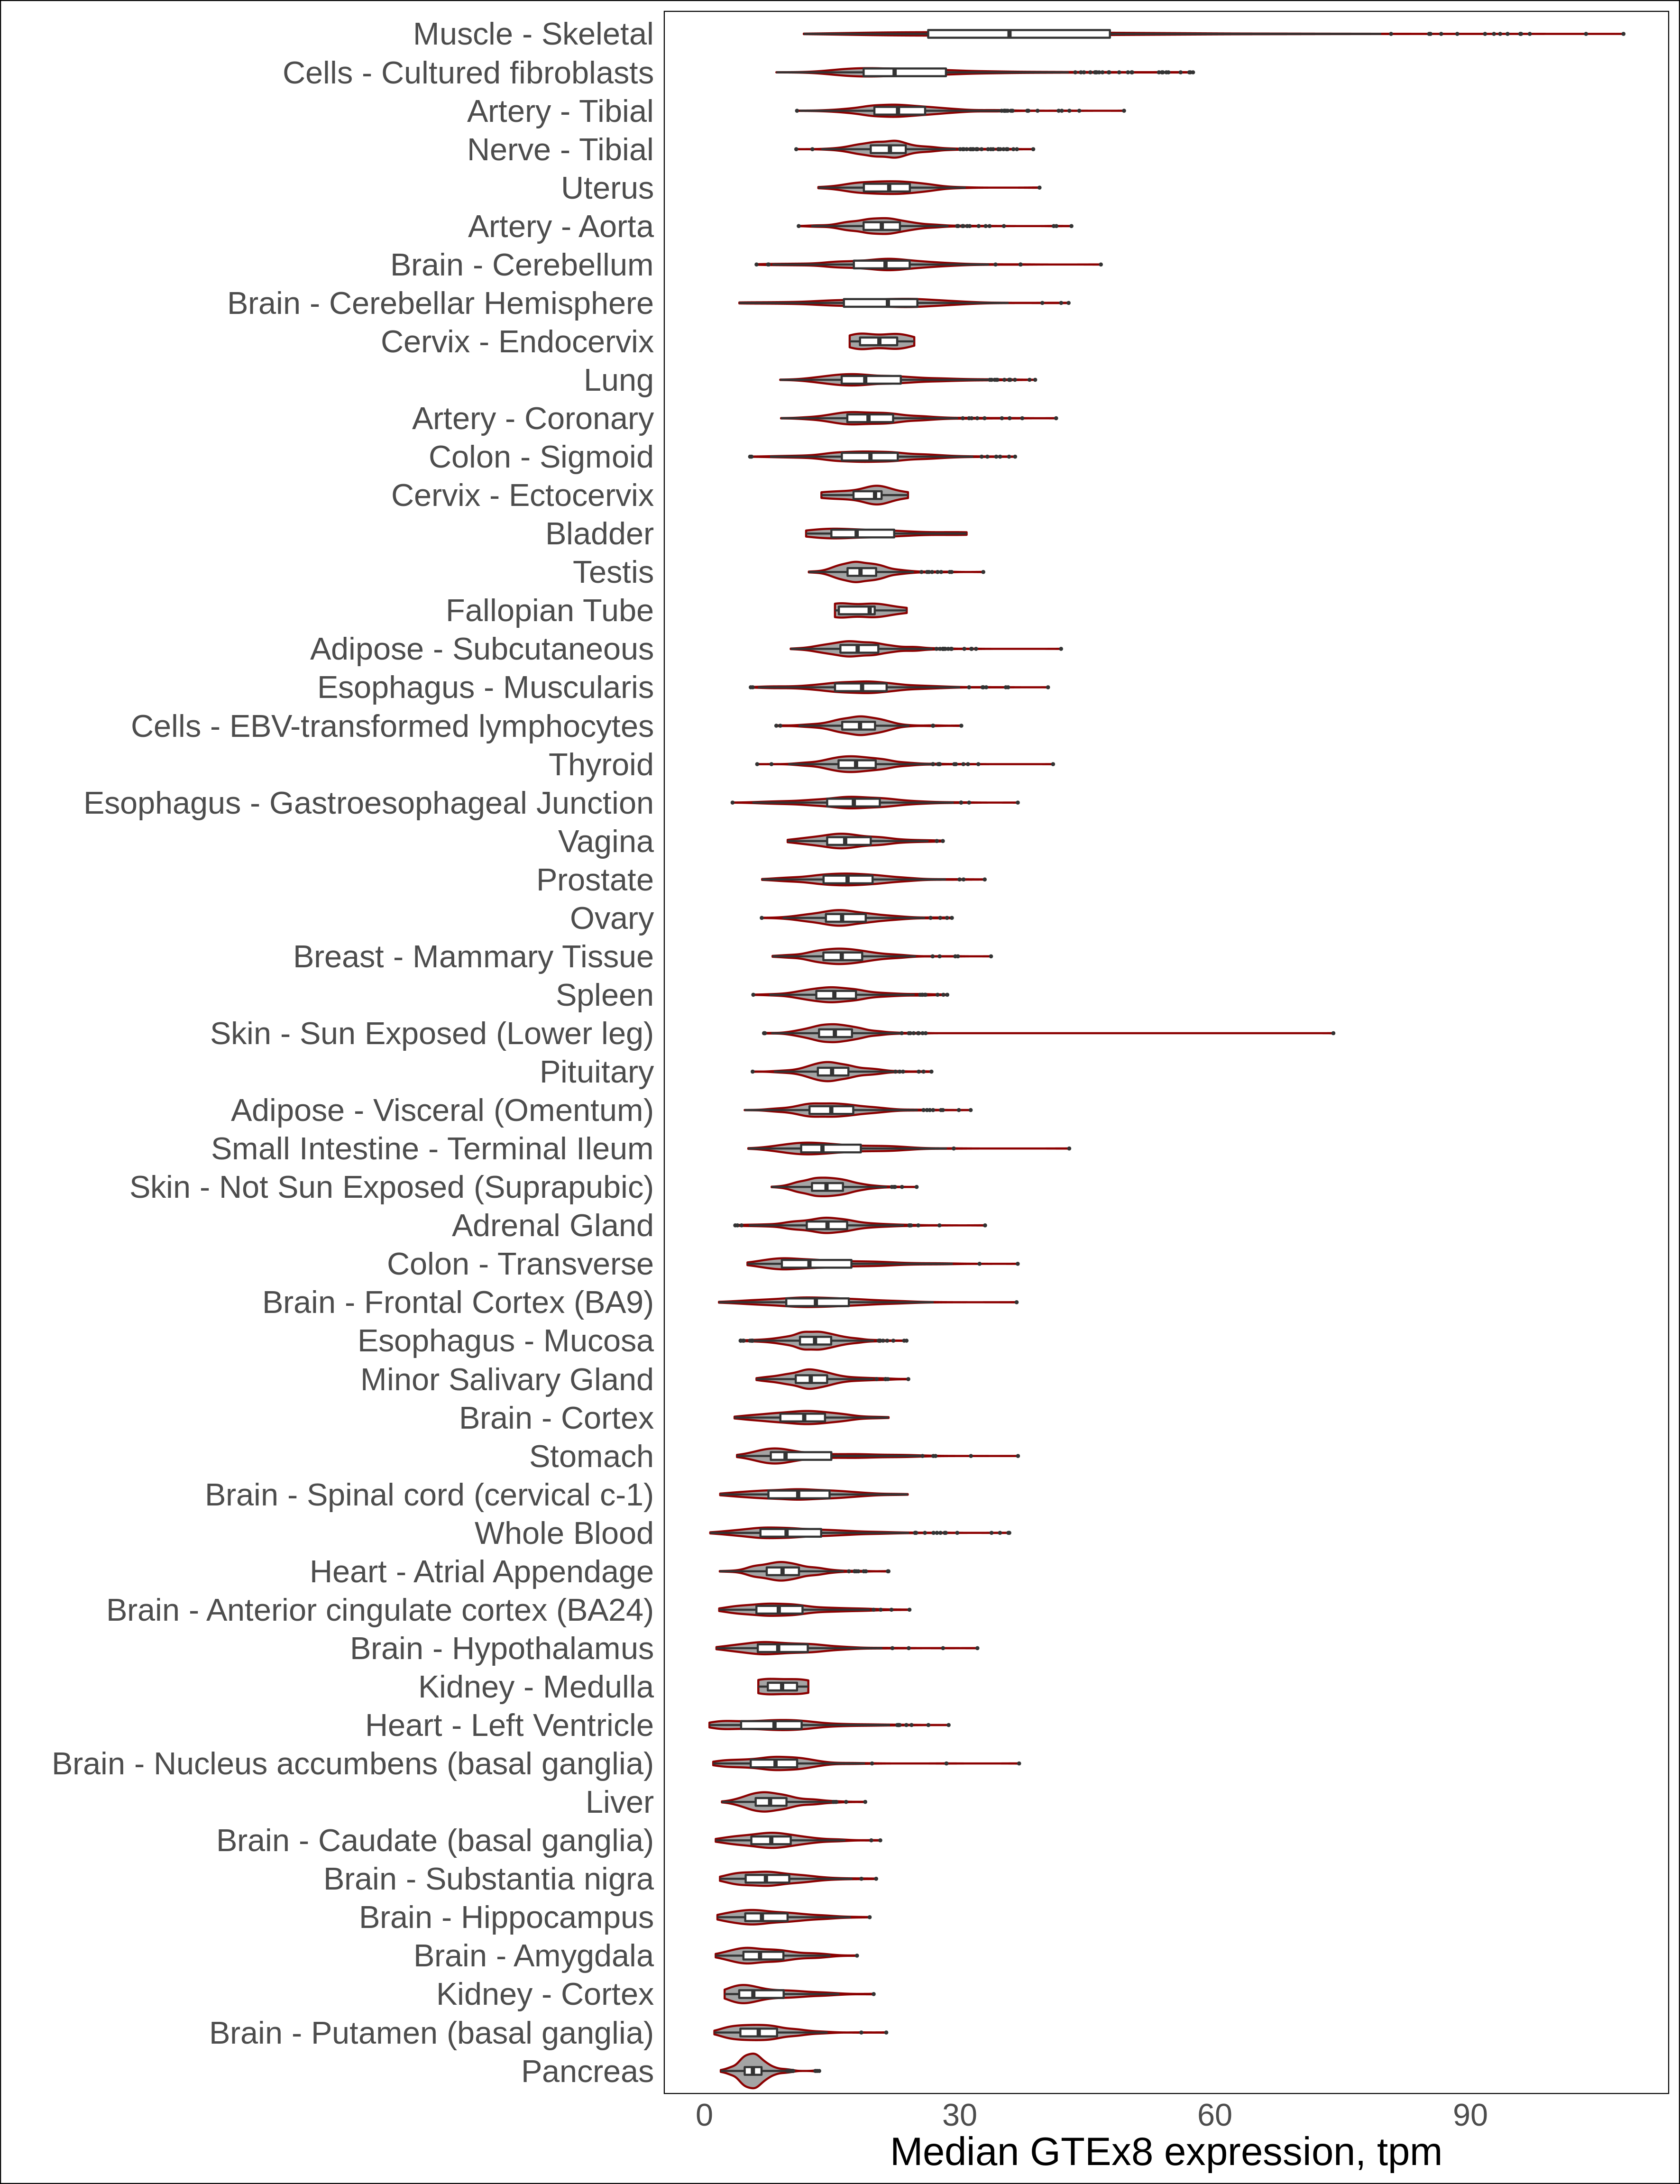 Muscle - Skeletal
Cells - Cultured fibroblasts
Artery - Tibial
Nerve - Tibial
Uterus
Artery - Aorta
Brain - Cerebellum
Brain - Cerebellar Hemisphere
Cervix - Endocervix
Lung
Artery - Coronary
Colon - Sigmoid
Cervix - Ectocervix
Bladder
Testis
Fallopian Tube
Adipose - Subcutaneous
Esophagus - Muscularis
Cells - EBV-transformed lymphocytes
Thyroid
Esophagus - Gastroesophageal Junction
Vagina
Prostate
Ovary
Breast - Mammary Tissue
Spleen
Skin - Sun Exposed (Lower leg)
Pituitary
Adipose - Visceral (Omentum)
Small Intestine - Terminal Ileum
Skin - Not Sun Exposed (Suprapubic)
Adrenal Gland
Colon - Transverse
Brain - Frontal Cortex (BA9)
Esophagus - Mucosa
Minor Salivary Gland
Brain - Cortex
Stomach
Brain - Spinal cord (cervical c-1)
Whole Blood
Heart - Atrial Appendage
Brain - Anterior cingulate cortex (BA24)
Brain - Hypothalamus
Kidney - Medulla
Heart - Left Ventricle
Brain - Nucleus accumbens (basal ganglia)
Liver
Brain - Caudate (basal ganglia)
Brain - Substantia nigra
Brain - Hippocampus
Brain - Amygdala
Kidney - Cortex
Brain - Putamen (basal ganglia)
Pancreas
0 30 60 90
Median GTEx8 expression, tpm